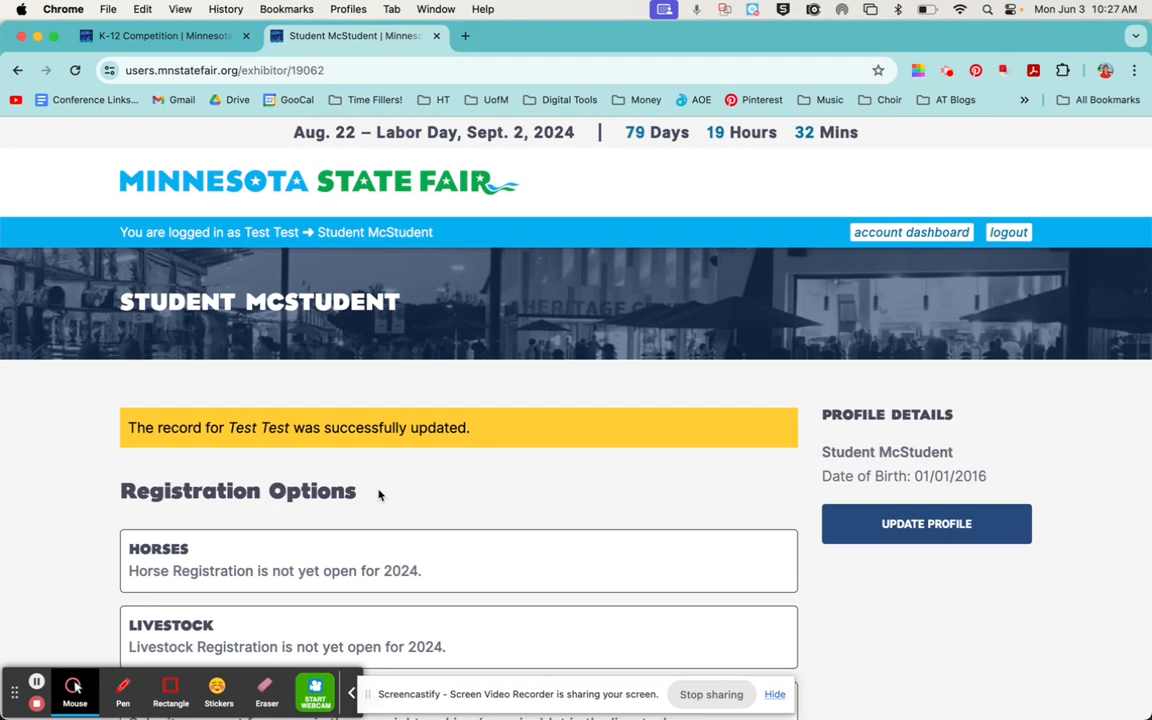 Chrome File Edit View History Bookmarks Profiles Tab Window Help Mon Jun 3 10:27 AM
K-12 Competition | Minnesota Student McStudent | Minnes
users.mnstatefair.org/exhibitor/19062
Conference Links... Gmail Drive GooCal Time Fillers! HT UofM Digital Tools Money AOE Pinterest Music Choir AT Blogs » All Bookmarks
Aug. 22 – Labor Day, Sept. 2, 2024 | 79 Days 19 Hours 32 Mins
MINNESOTA STATE FAIR
You are logged in as Test Test ➔ Student McStudent account dashboard logout
HERITAGE
STUDENT MCSTUDENT
The record for Test Test was successfully updated.
PROFILE DETAILS
Student McStudent
Date of Birth: 01/01/2016
UPDATE PROFILE
Registration Options
HORSES
Horse Registration is not yet open for 2024.
LIVESTOCK
Livestock Registration is not yet open for 2024.
Mouse Pen Rectangle Stickers Eraser START WEBCAM
Screencastify - Screen Video Recorder is sharing your screen. Stop sharing Hide